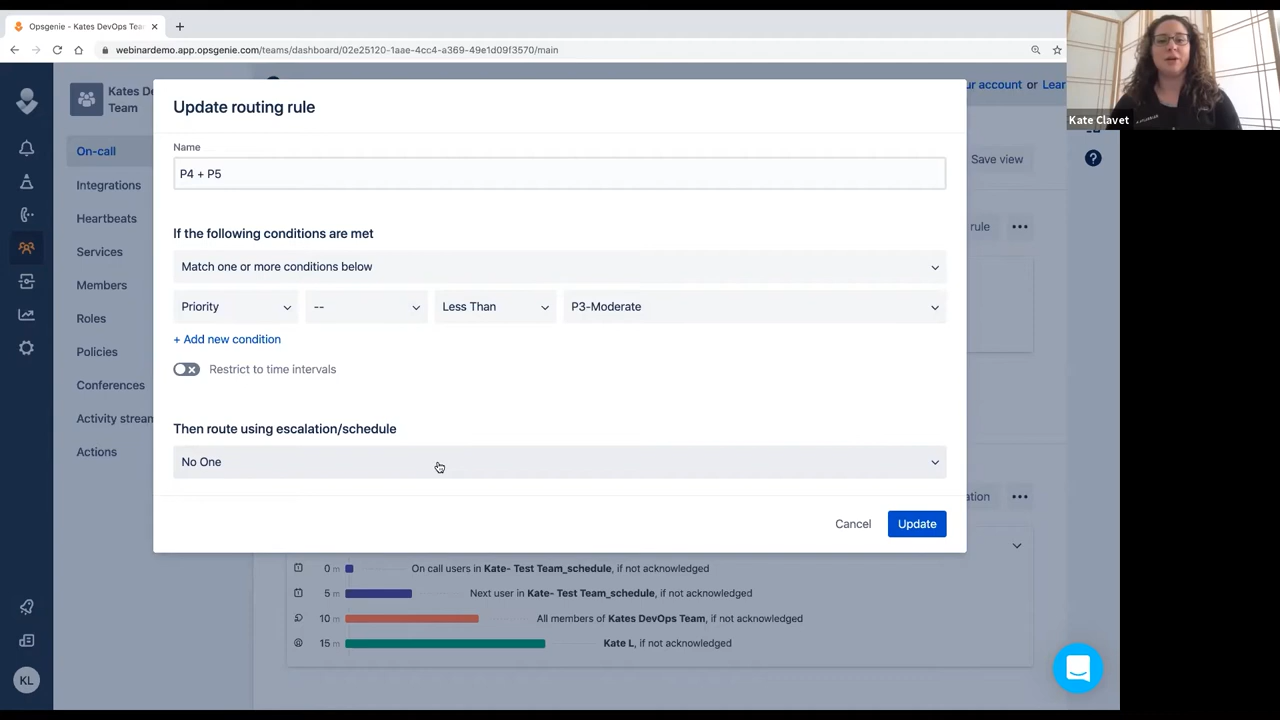 Opsgenie - Kates DevOps Tea
webinardemo.app.opsgenie.com/teams/dashboard/02e25120-1aae-4cc4-a369-49e1d09f3570/main
Kates De
Team
ur account or Lear
Kate Clavet
On-call
Integrations
Heartbeats
Services
Members
Roles
Policies
Conferences
Activity stream
Actions
Save view
rule
Update routing rule
Name
P4 + P5
If the following conditions are met
Match one or more conditions below
Priority -- Less Than P3-Moderate
+ Add new condition
Restrict to time intervals
Then route using escalation/schedule
No One
Cancel Update
ation
0 m On call users in Kate- Test Team_schedule, if not acknowledged
5 m Next user in Kate- Test Team_schedule, if not acknowledged
10 m All members of Kates DevOps Team, if not acknowledged
15 m Kate L, if not acknowledged
KL